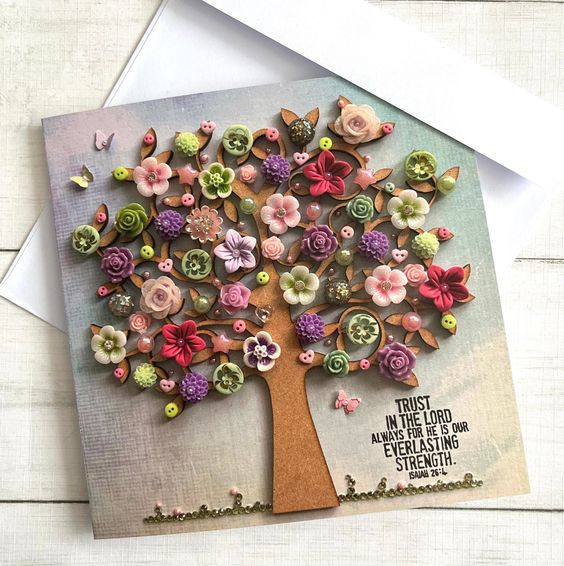 TRUST
IN THE LORD
ALWAYS FOR HE IS OUR
EVERLASTING
STRENGTH.
ISAIAH 26:4